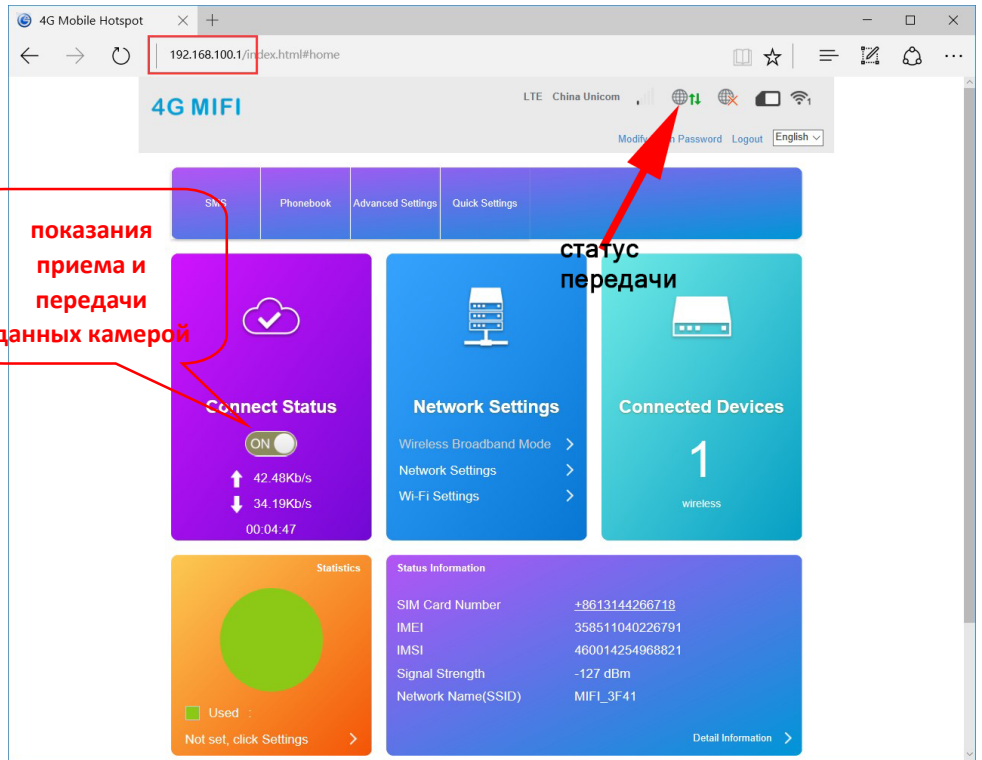 4G Mobile Hotspot
192.168.100.1/index.html#home
4G MIFI
LTE China Unicom
1
Modify Password Logout English
SMS Phonebook Advanced Settings Quick Settings
показания
приема и
передачи
данных камерой
статус
передачи
Connect Status
ON
42.48Kb/s
34.19Kb/s
00:04:47
Network Settings
Wireless Broadband Mode
Network Settings
Wi-Fi Settings
Connected Devices
1
wireless
Statistics
Used :
Not set, click Settings
Status Information
SIM Card Number +8613144266718
IMEI 358511040226791
IMSI 460014254968821
Signal Strength -127 dBm
Network Name(SSID) MIFI_3F41
Detail Information